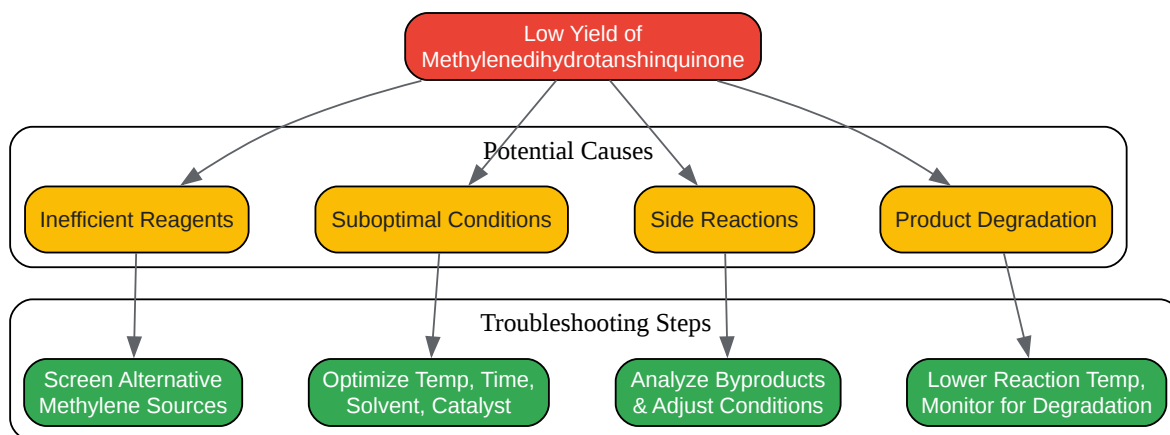 Low Yield of
Methylenedihydrotanshinquinone
Potential Causes
Inefficient Reagents
Suboptimal Conditions
Side Reactions
Product Degradation
Troubleshooting Steps
Screen Alternative
Methylene Sources
Optimize Temp, Time,
Solvent, Catalyst
Analyze Byproducts
& Adjust Conditions
Lower Reaction Temp,
Monitor for Degradation